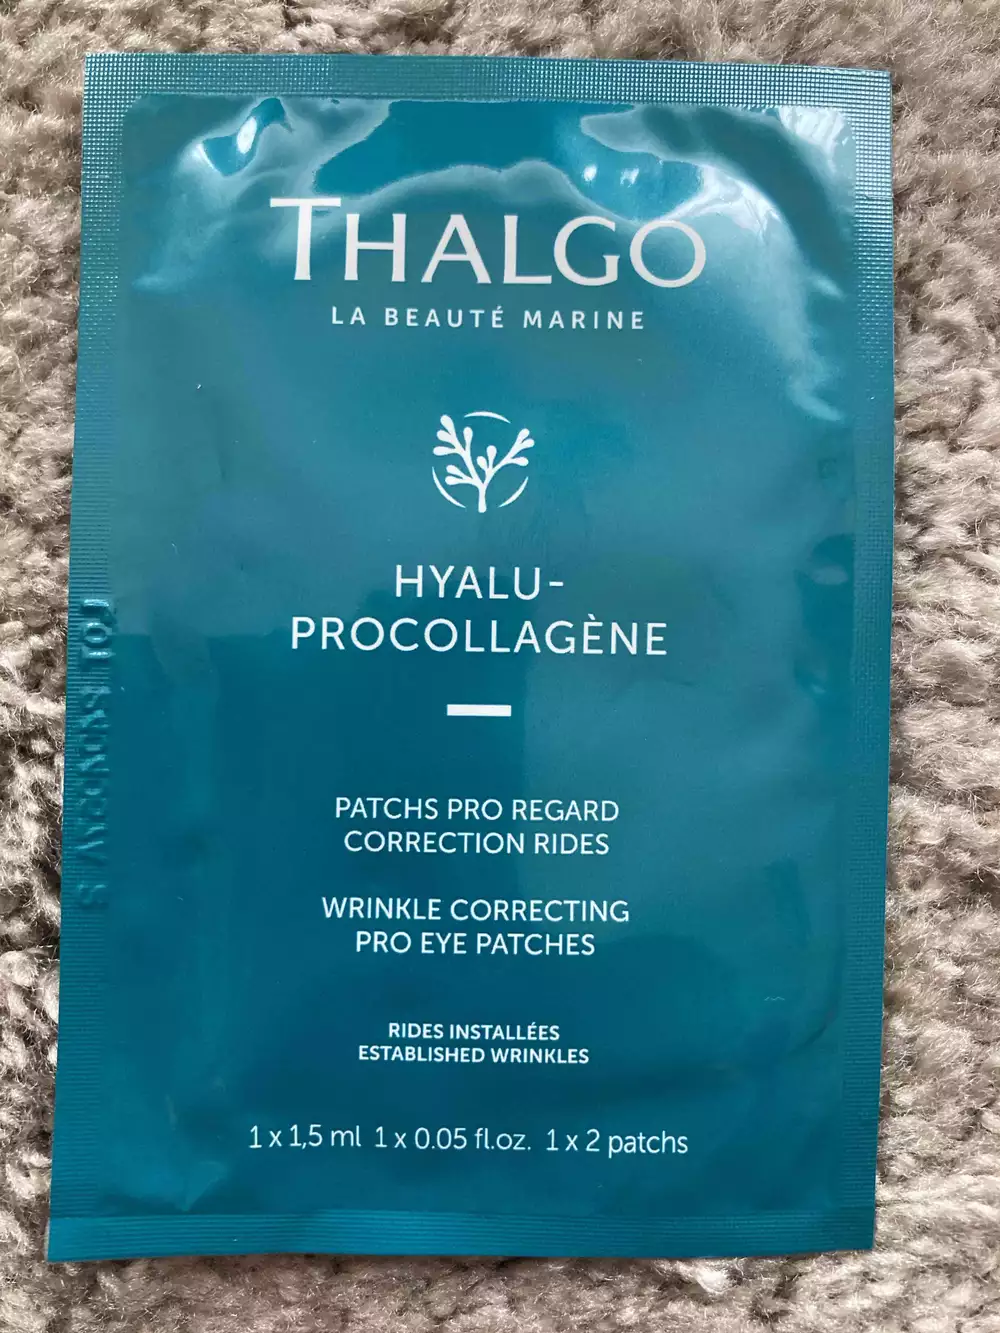 THALGO
LA BEAUTÉ MARINE
HYALU-
PROCOLLAGÈNE
PATCHS PRO REGARD
CORRECTION RIDES
WRINKLE CORRECTING
PRO EYE PATCHES
RIDES INSTALLÉES
ESTABLISHED WRINKLES
1 x 1,5 ml 1 x 0.05 fl.oz. 1 x 2 patchs